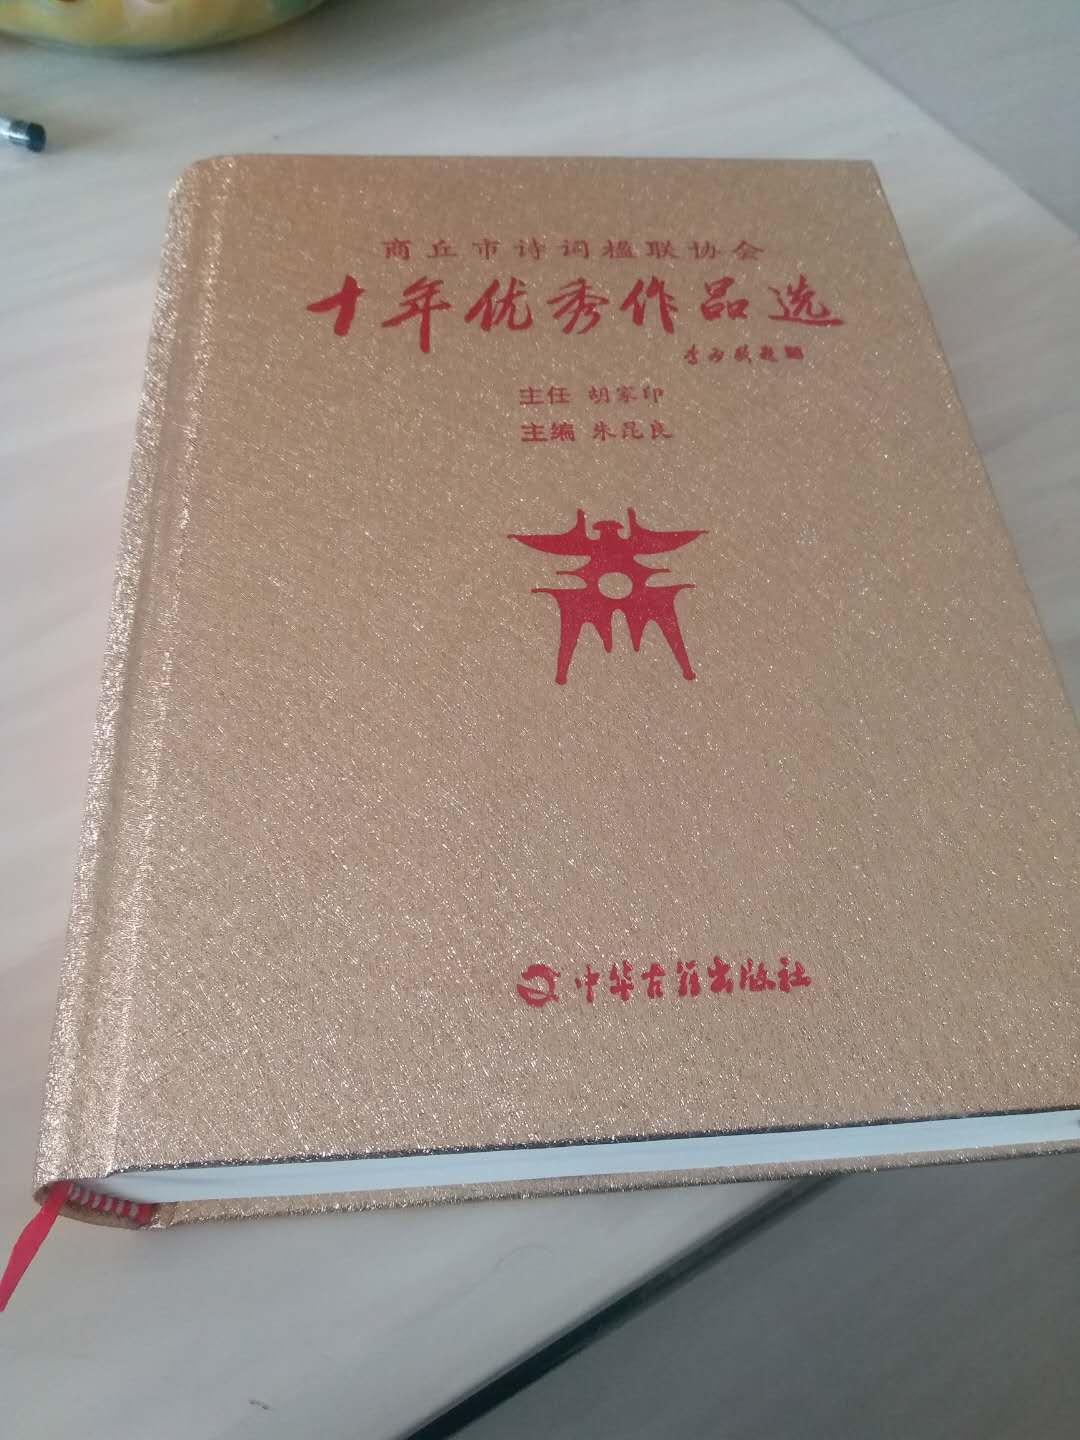 商丘市诗词楹联协会
十年优秀作品选
主任 胡家印
主编 朱昆良
中华古籍出版社